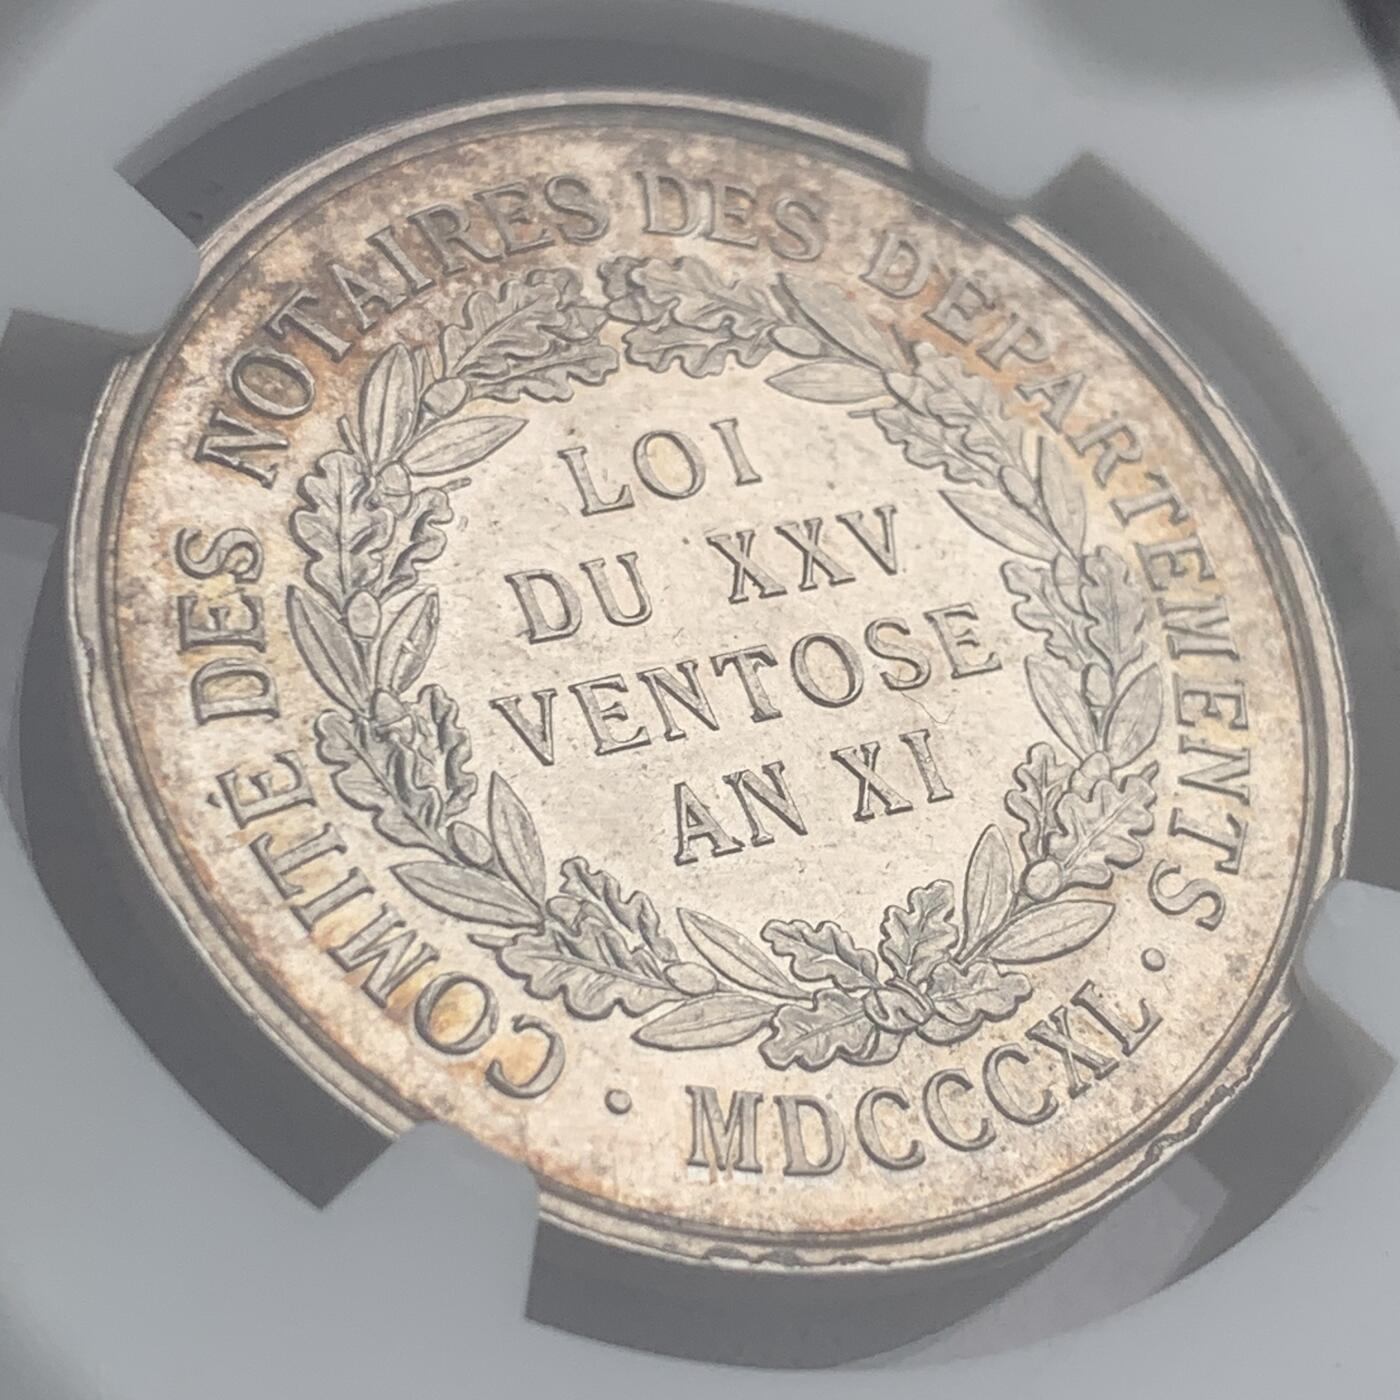 COMITÉ DES NOTAIRES DES DÉPARTEMENTS
LOI
DU XXV
VENTOSE
AN XI
· MDCCCXL ·